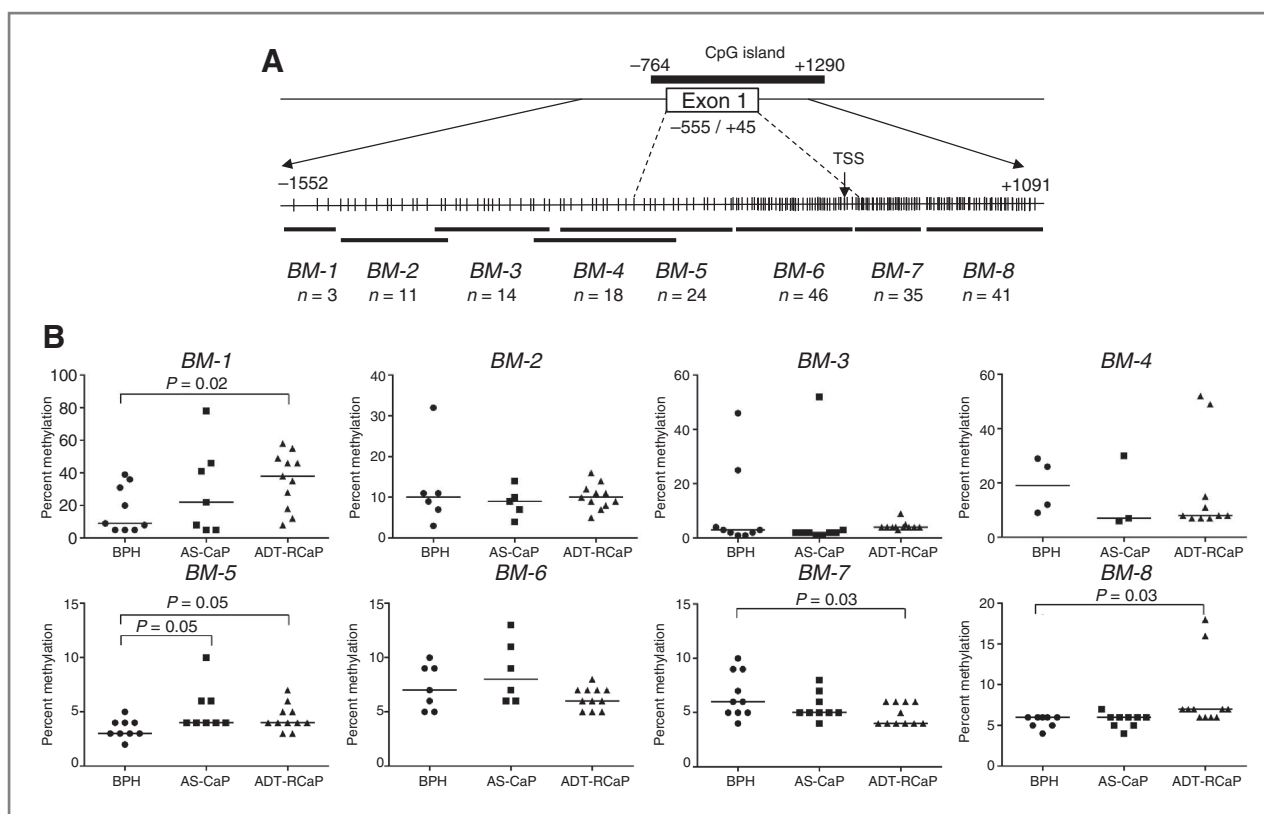 A
CpG island
–764 +1290
Exon 1
–555 / +45
TSS
–1552 +1091
BM-1 BM-2 BM-3 BM-4 BM-5 BM-6 BM-7 BM-8
n = 3 n = 11 n = 14 n = 18 n = 24 n = 46 n = 35 n = 41
B
BM-1
Percent methylation
100
80
60
40
20
0
P = 0.02
BPH AS-CaP ADT-RCaP
BM-2
Percent methylation
40
30
20
10
0
BPH AS-CaP ADT-RCaP
BM-3
Percent methylation
60
40
20
0
BPH AS-CaP ADT-RCaP
BM-4
Percent methylation
60
40
20
0
BPH AS-CaP ADT-RCaP
BM-5
Percent methylation
15
10
5
0
P = 0.05
P = 0.05
BPH AS-CaP ADT-RCaP
BM-6
Percent methylation
15
10
5
0
BPH AS-CaP ADT-RCaP
BM-7
Percent methylation
15
10
5
0
P = 0.03
BPH AS-CaP ADT-RCaP
BM-8
Percent methylation
20
15
10
5
0
P = 0.03
BPH AS-CaP ADT-RCaP